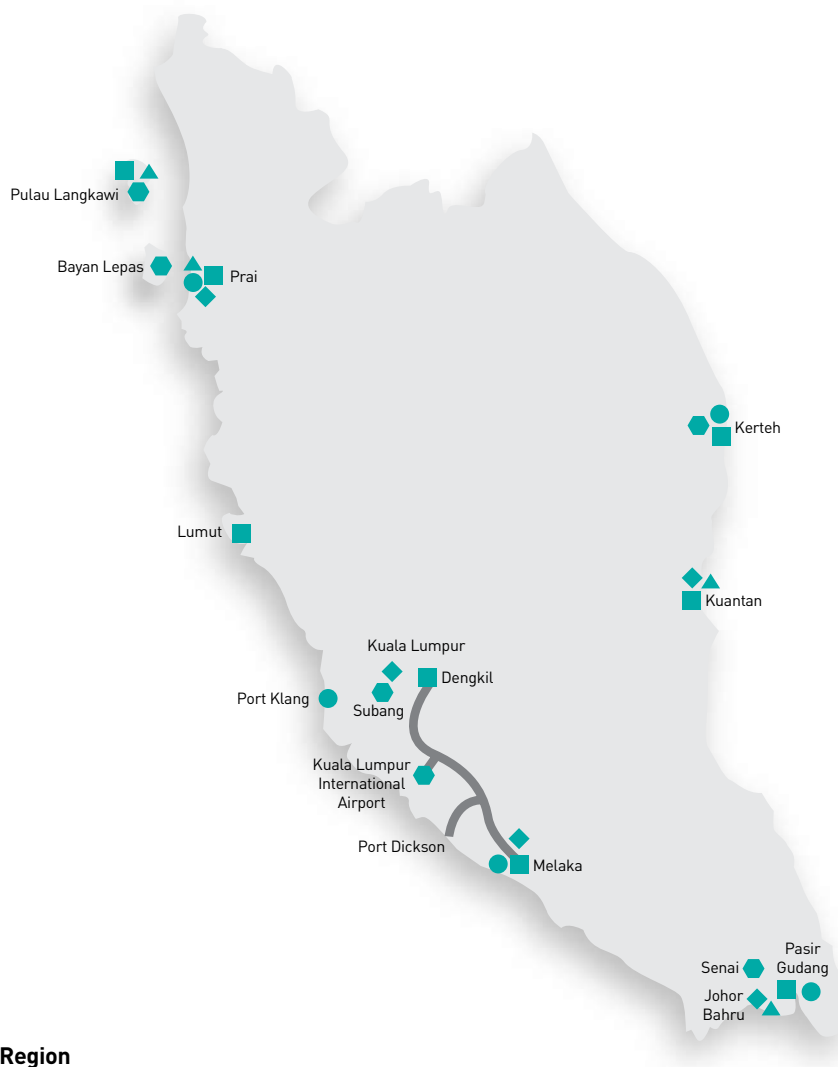 Pulau Langkawi
Bayan Lepas
Prai
Kerteh
Lumut
Kuantan
Kuala Lumpur
Dengkil
Port Klang
Subang
Kuala Lumpur
International
Airport
Port Dickson
Melaka
Pasir
Gudang
Senai
Johor
Bahru
Region